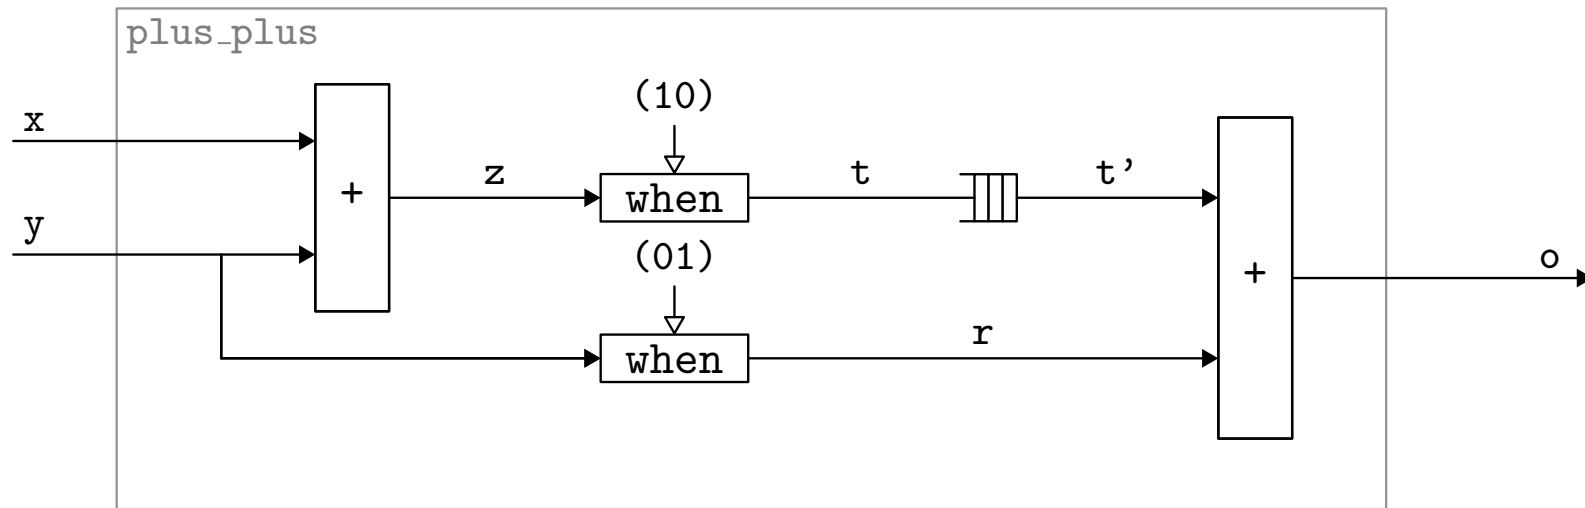 plus_plus
(10)
x
z
t
t'
+
when
y
(01)
o
+
r
when